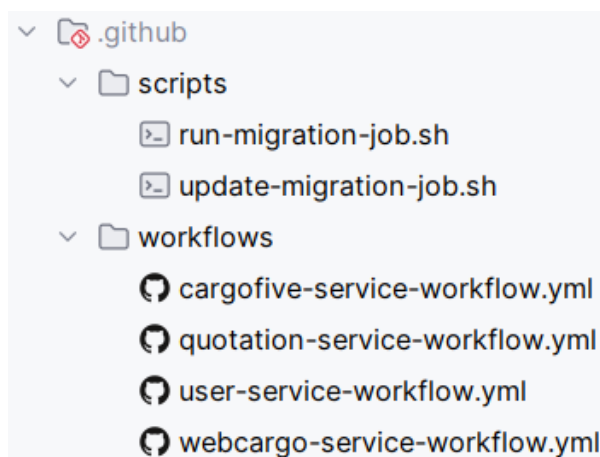 .github
scripts
run-migration-job.sh
update-migration-job.sh
workflows
cargofive-service-workflow.yml
quotation-service-workflow.yml
user-service-workflow.yml
webcargo-service-workflow.yml